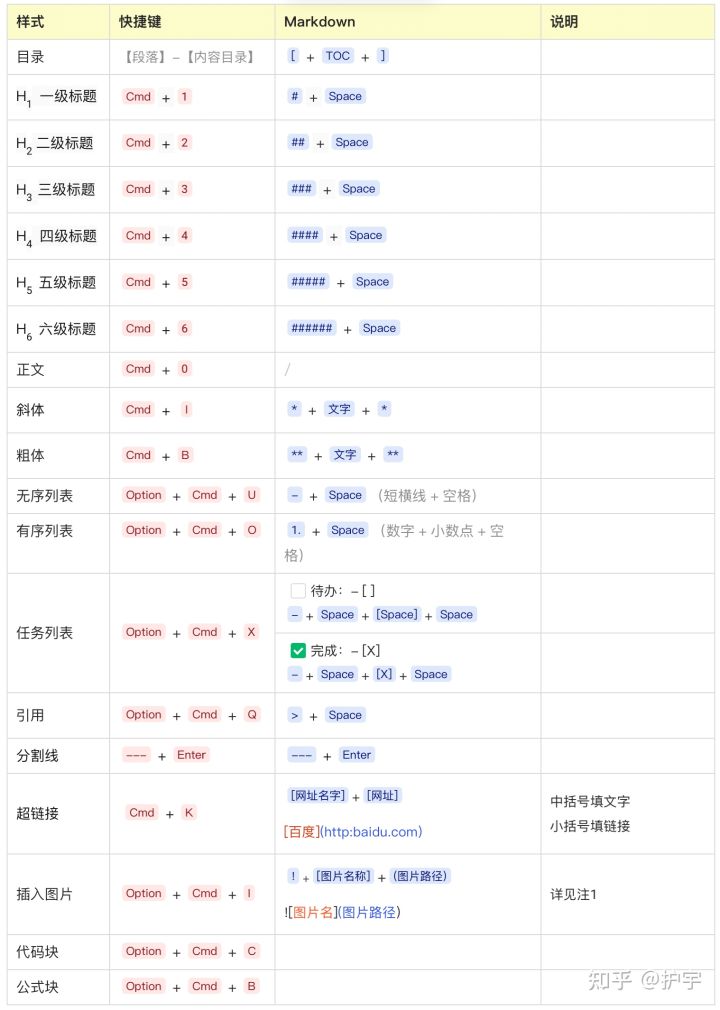 样式 快捷键 Markdown 说明
目录 【段落】-【内容目录】 [ + TOC + ]
H1 一级标题 Cmd + 1 # + Space
H2 二级标题 Cmd + 2 ## + Space
H3 三级标题 Cmd + 3 ### + Space
H4 四级标题 Cmd + 4 #### + Space
H5 五级标题 Cmd + 5 ##### + Space
H6 六级标题 Cmd + 6 ###### + Space
正文 Cmd + 0 /
斜体 Cmd + I * + 文字 + *
粗体 Cmd + B ** + 文字 + **
无序列表 Option + Cmd + U - + Space （短横线 + 空格）
有序列表 Option + Cmd + O 1. + Space （数字 + 小数点 + 空
格）
待办：- [ ]
- + Space + [Space] + Space
任务列表 Option + Cmd + X
完成：- [X]
- + Space + [X] + Space
引用 Option + Cmd + Q > + Space
分割线 --- + Enter --- + Enter
超链接 Cmd + K
[网址名字] + [网址]
[百度](http:baidu.com)
中括号填文字
小括号填链接
插入图片 Option + Cmd + I
! + [图片名称] + (图片路径)
![图片名](图片路径)
详见注1
代码块 Option + Cmd + C
公式块 Option + Cmd + B
知乎 @护宇